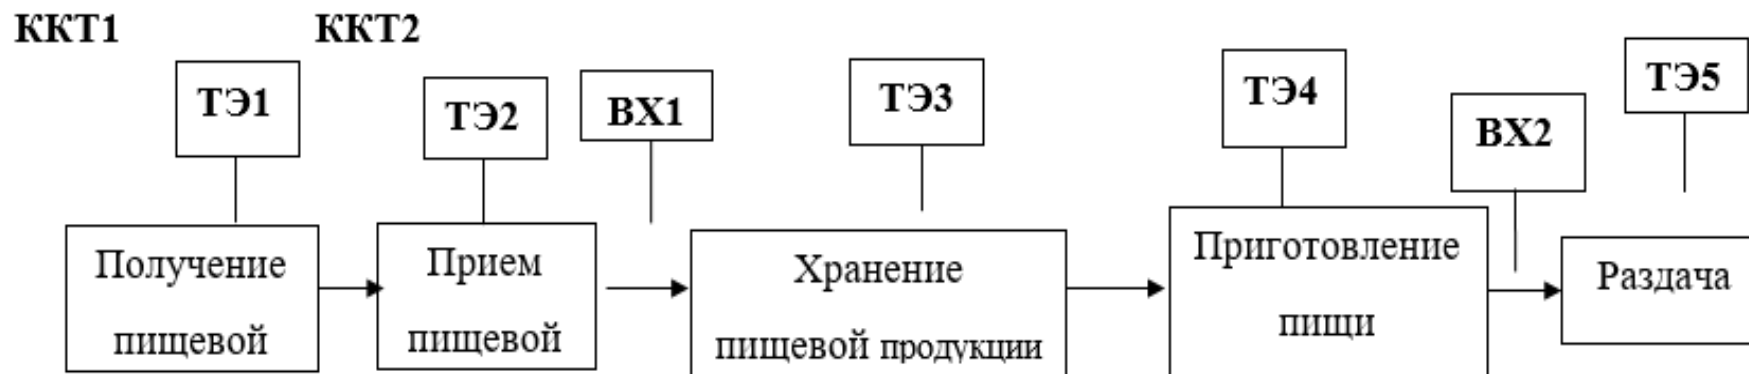 ККТ1 ККТ2
ТЭ1
ТЭ2
ВХ1
ТЭ3
ТЭ4
ВХ2
ТЭ5
Получение
пищевой
Прием
пищевой
Хранение
пищевой продукции
Приготовление
пищи
Раздача